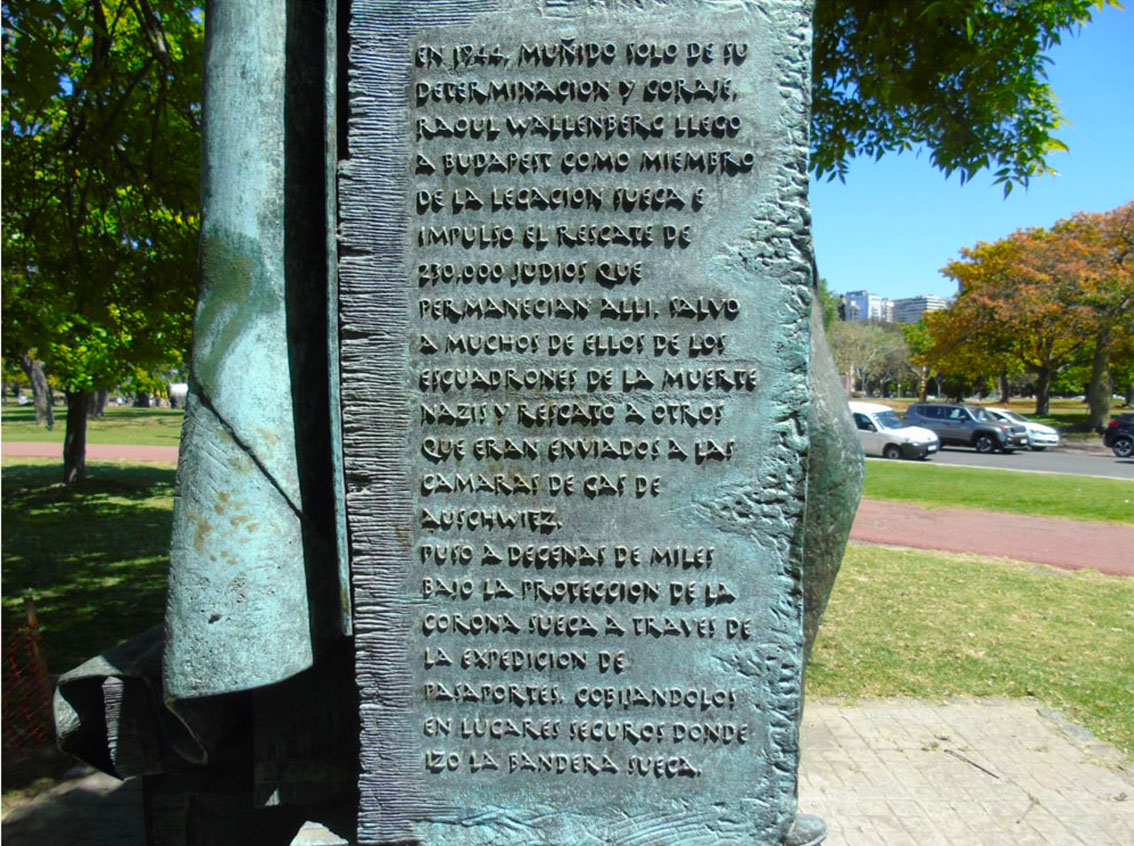 EN 1944, MUÑIDO SOLO DE SU
DETERMINACION Y CORAJE,
RAOUL WALLENBERG LLEGO
A BUDAPEST COMO MIEMBRO
DE LA LEGACION SUECA E
IMPULSO EL RESCATE DE
230.000 JUDIOS QUE
PERMANECIAN ALLI. SALVO
A MUCHOS DE ELLOS DE LOS
ESCUADRONES DE LA MUERTE
NAZIS Y RESCATO A OTROS
QUE ERAN ENVIADOS A LAS
CAMARAS DE GAS DE
AUSCHWIEZ.
PUSO A DECENAS DE MILES
BAJO LA PROTECCION DE LA
CORONA SUECA A TRAVES DE
LA EXPEDICION DE
PASAPORTES, COBIJANDOLOS
EN LUGARES SEGUROS DONDE
IZO LA BANDERA SUECA.